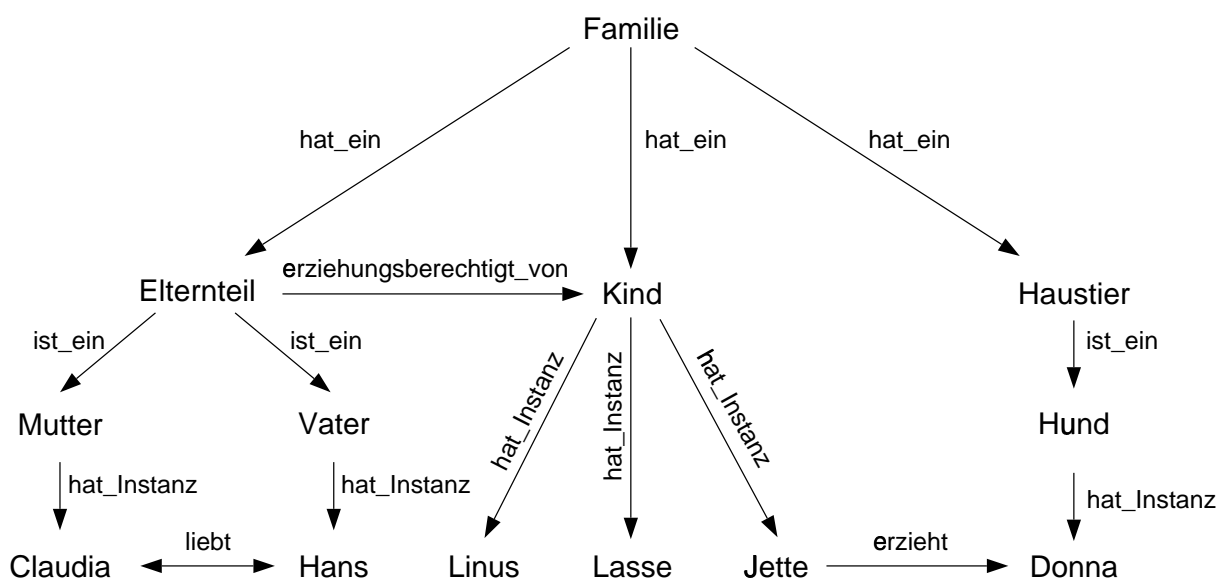 Familie
hat_ein
hat_ein
hat_ein
erziehungsberechtigt_von
Elternteil
Kind
Haustier
ist_ein
ist_ein
ist_ein
hat_Instanz
hat_Instanz
hat_Instanz
Mutter
Vater
Hund
hat_Instanz
hat_Instanz
hat_Instanz
liebt
erzieht
Claudia
Hans
Linus
Lasse
Jette
Donna